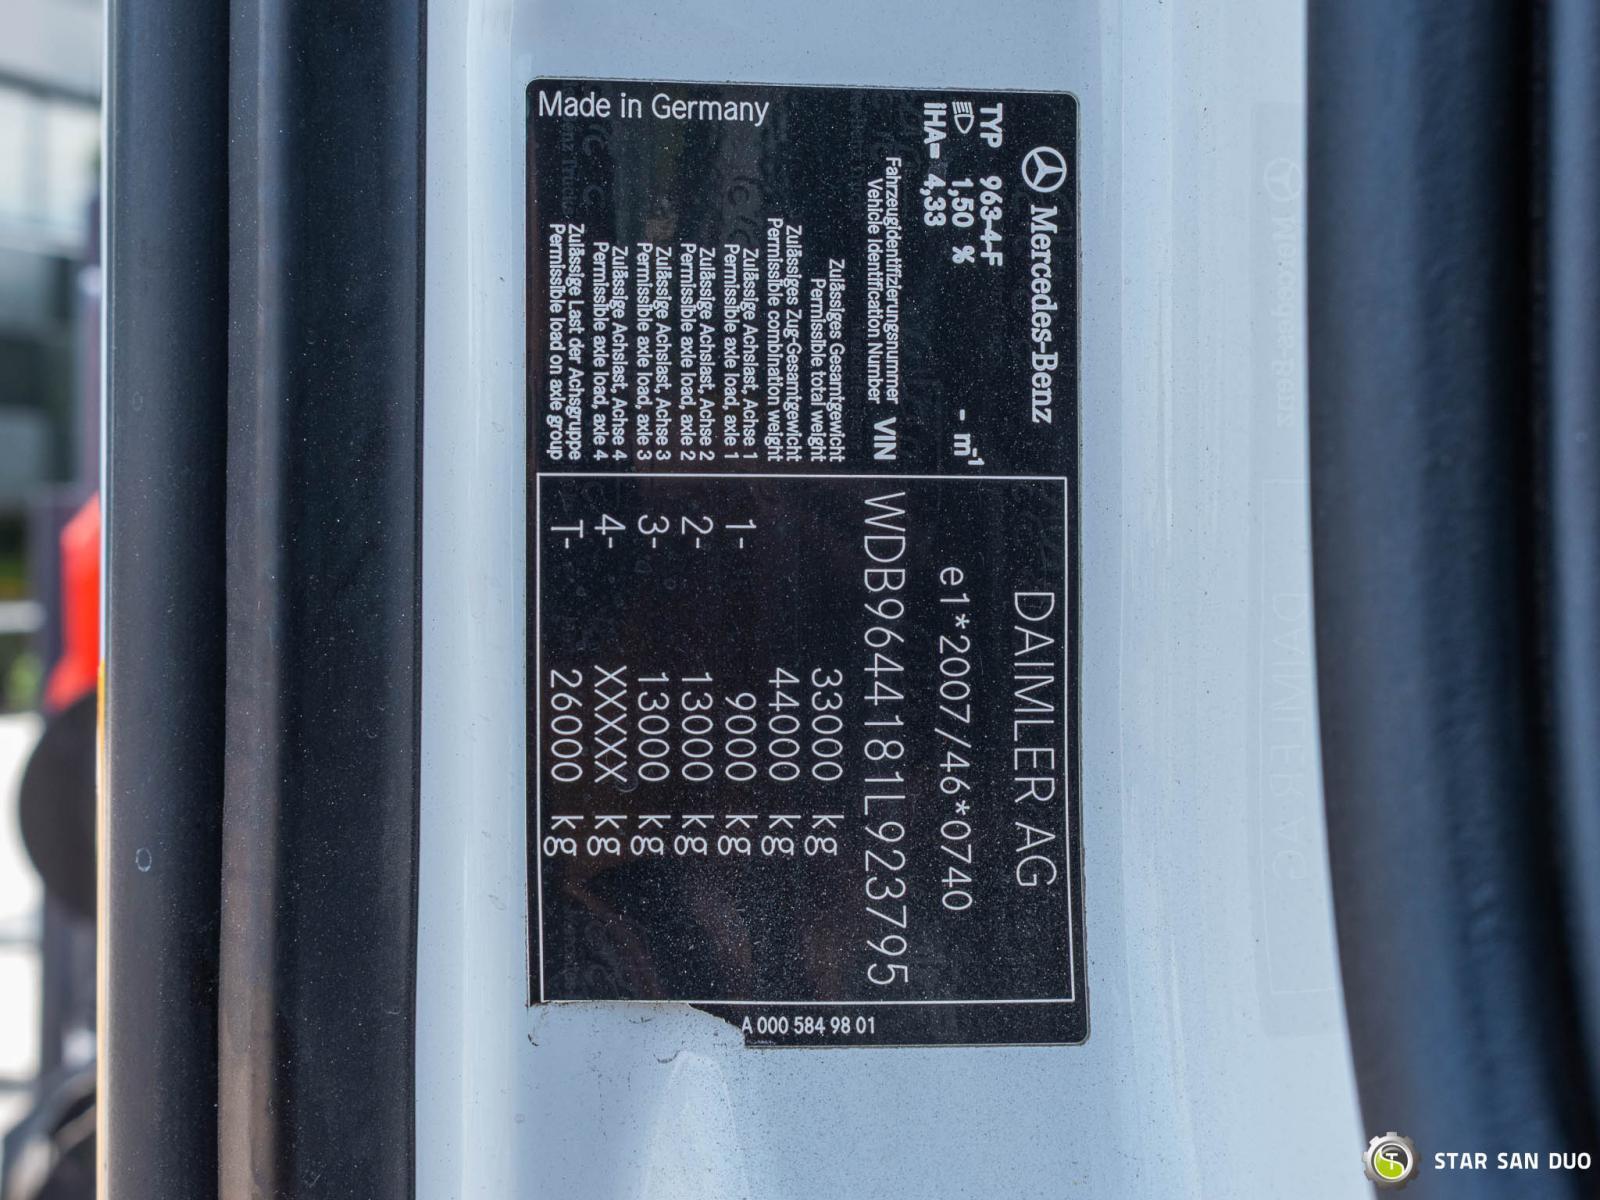 Mercedes-Benz
TYP 963-4-F
1,50 % - m⁻¹
IHA= 4,33
DAIMLER AG
e1*2007/46*0740
Fahrzeugidentifizierungsnummer
Vehicle Identification Number VIN
WDB9644181L923795
Zulässiges Gesamtgewicht
Permissible total weight
33000 kg
Zulässiges Zug-Gesamtgewicht
Permissible combination weight
44000 kg
Zulässige Achslast, Achse 1
Permissible axle load, axle 1
1- 9000 kg
Zulässige Achslast, Achse 2
Permissible axle load, axle 2
2- 13000 kg
Zulässige Achslast, Achse 3
Permissible axle load, axle 3
3- 13000 kg
Zulässige Achslast, Achse 4
Permissible axle load, axle 4
4- XXXXX kg
Zulässige Last der Achsgruppe
Permissible load on axle group
T- 26000 kg
Made in Germany
A 000 584 98 01
STAR SAN DUO